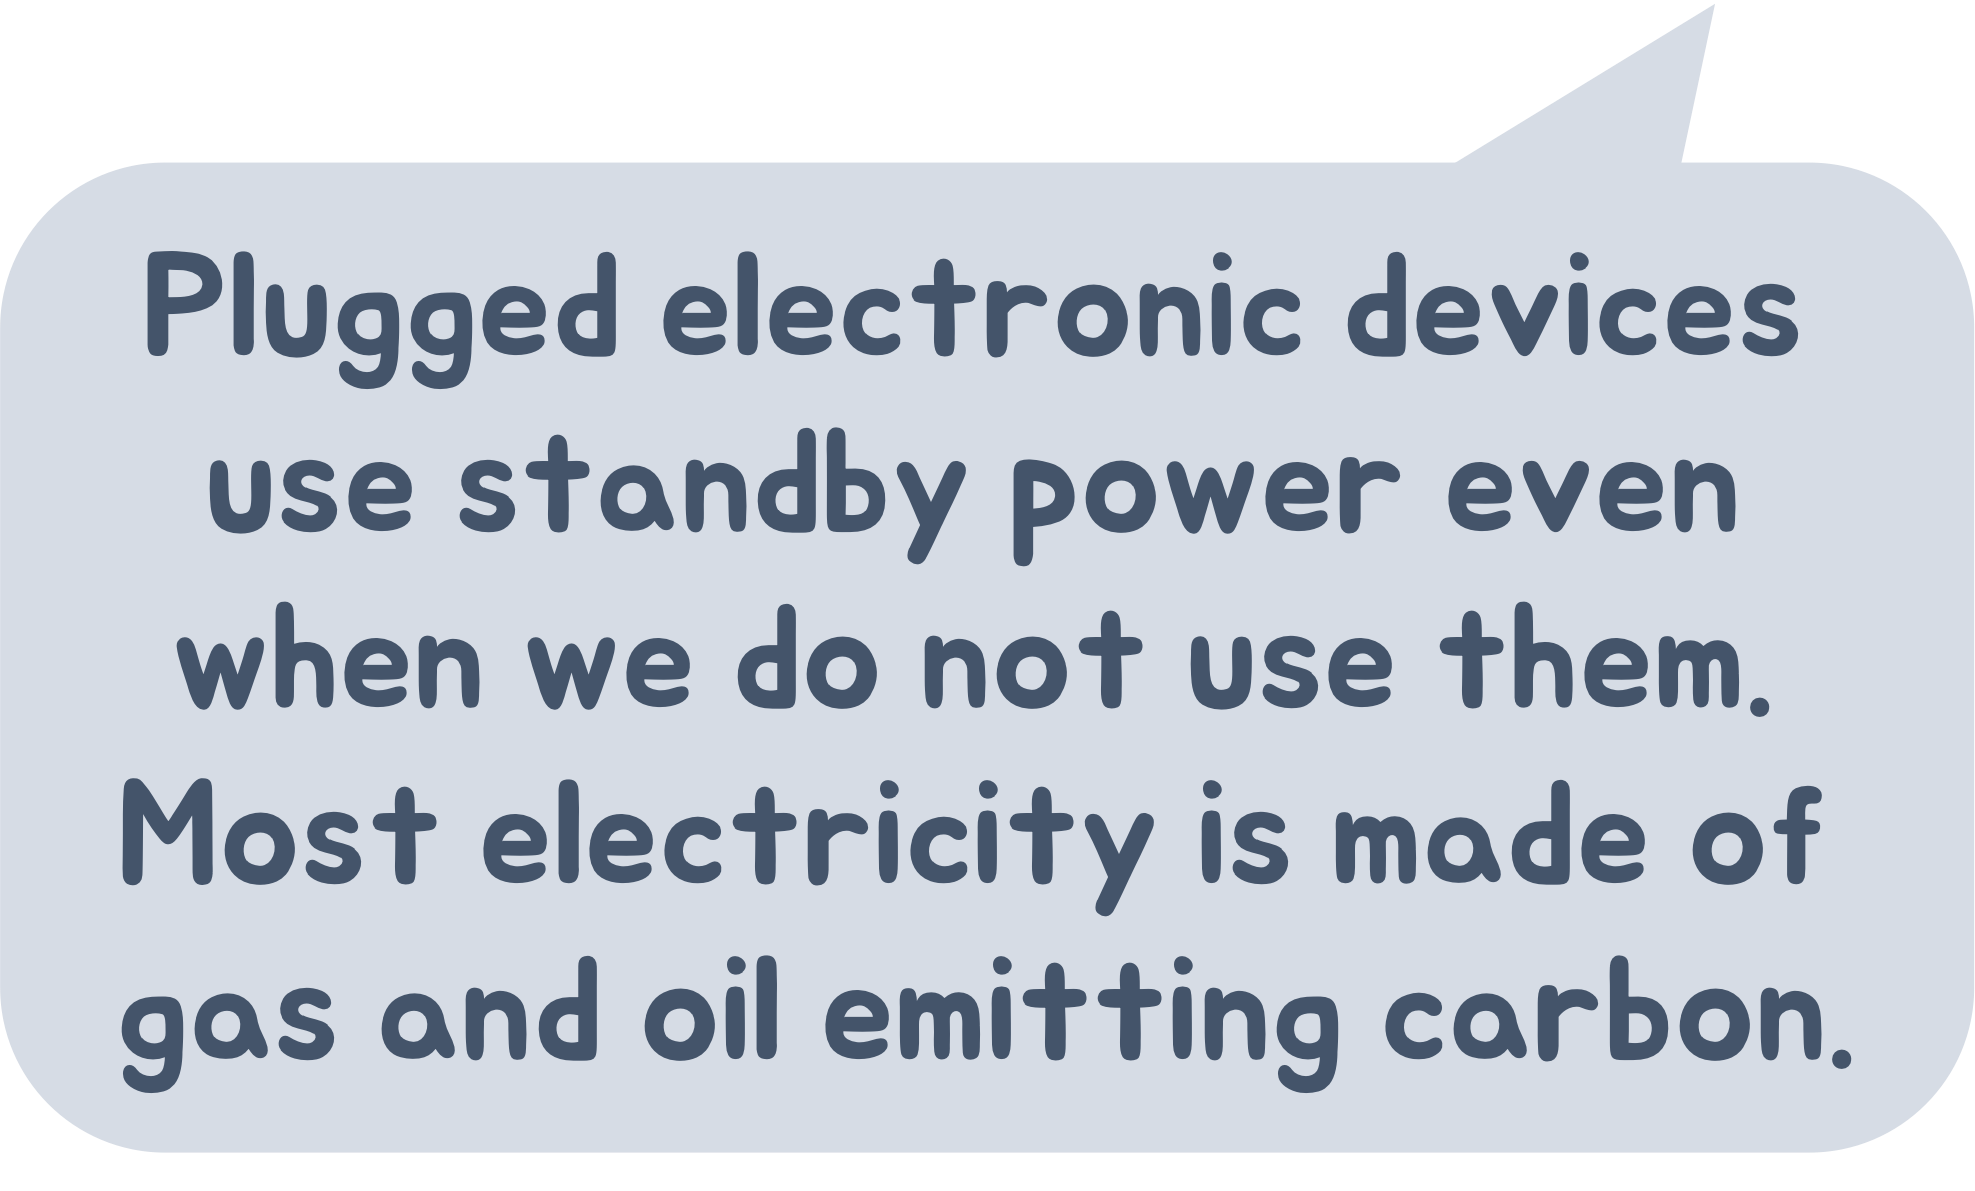 Plugged electronic devices
use standby power even
when we do not use them.
Most electricity is made of
gas and oil emitting carbon.